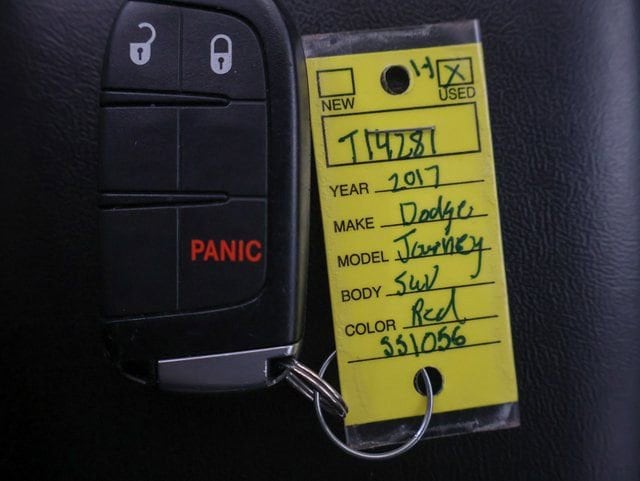 PANIC
H X
NEW USED
T14281
YEAR 2017
MAKE Dodge
MODEL Journey
BODY SUV
COLOR Red
SS1056